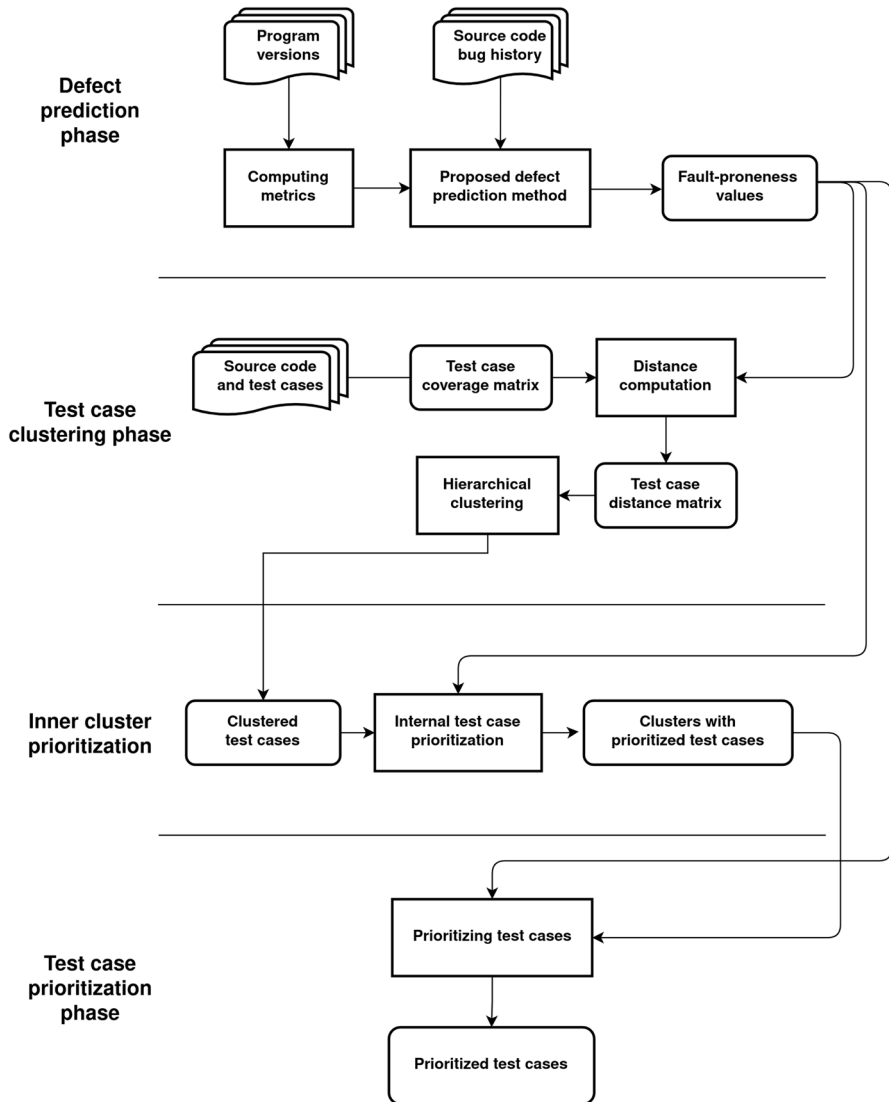 Program
versions
Source code
bug history
Defect
prediction
phase
Computing
metrics
Proposed defect
prediction method
Fault-proneness
values
Source code
and test cases
Test case
coverage matrix
Distance
computation
Test case
clustering phase
Hierarchical
clustering
Test case
distance matrix
Inner cluster
prioritization
Clustered
test cases
Internal test case
prioritization
Clusters with
prioritized test cases
Prioritizing test cases
Test case
prioritization
phase
Prioritized test cases